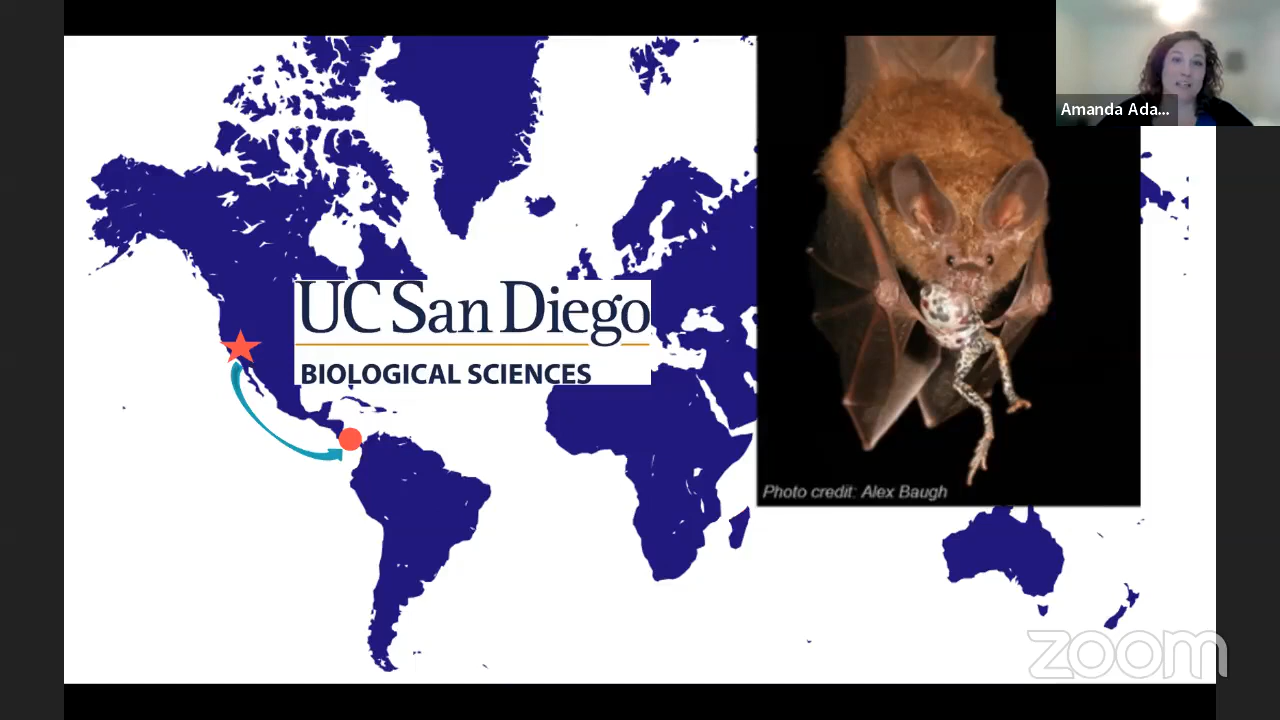 Amanda Ada...
UC San Diego
BIOLOGICAL SCIENCES
Photo credit: Alex Baugh
zoom